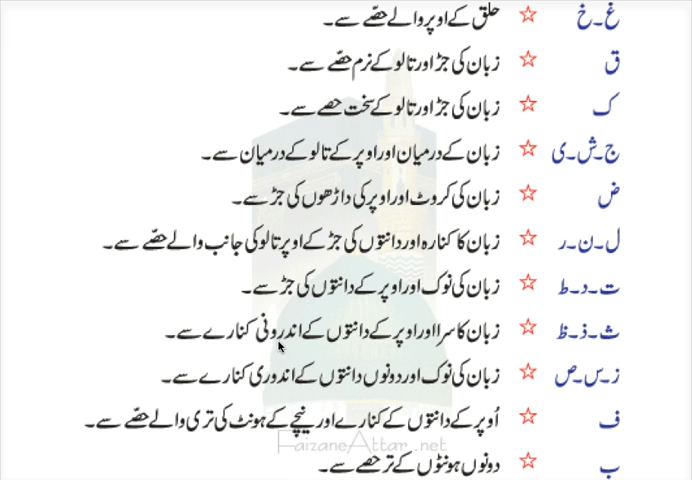 غ۔خ ☆ حلق کے اوپر والے حصّے سے۔
ق ☆ زبان کی جڑ اور تالو کے نرم حصّے سے۔
ک ☆ زبان کی جڑ اور تالو کے سخت حصے سے۔
ج۔ش۔ی ☆ زبان کے درمیان اور اوپر کے تالو کے درمیان سے۔
ض ☆ زبان کی کروٹ اور اوپر کی داڑھوں کی جڑ سے۔
ل۔ن۔ر ☆ زبان کا کنارہ اور دانتوں کی جڑ کے اوپر تالو کی جانب والے حصّے سے۔
ت۔د۔ط ☆ زبان کی نوک اور اوپر کے دانتوں کی جڑ سے۔
ث۔ذ۔ظ ☆ زبان کا سرا اور اوپر کے دانتوں کے اندرونی کنارے سے۔
ز۔س۔ص ☆ زبان کی نوک اور دونوں دانتوں کے اندوری کنارے سے۔
ف ☆ اُوپر کے دانتوں کے کنارے اور نیچے کے ہونٹ کی تری والے حصّے سے۔
FaizaneAttar.net
ب ☆ دونوں ہونٹوں کے تر حصے سے۔